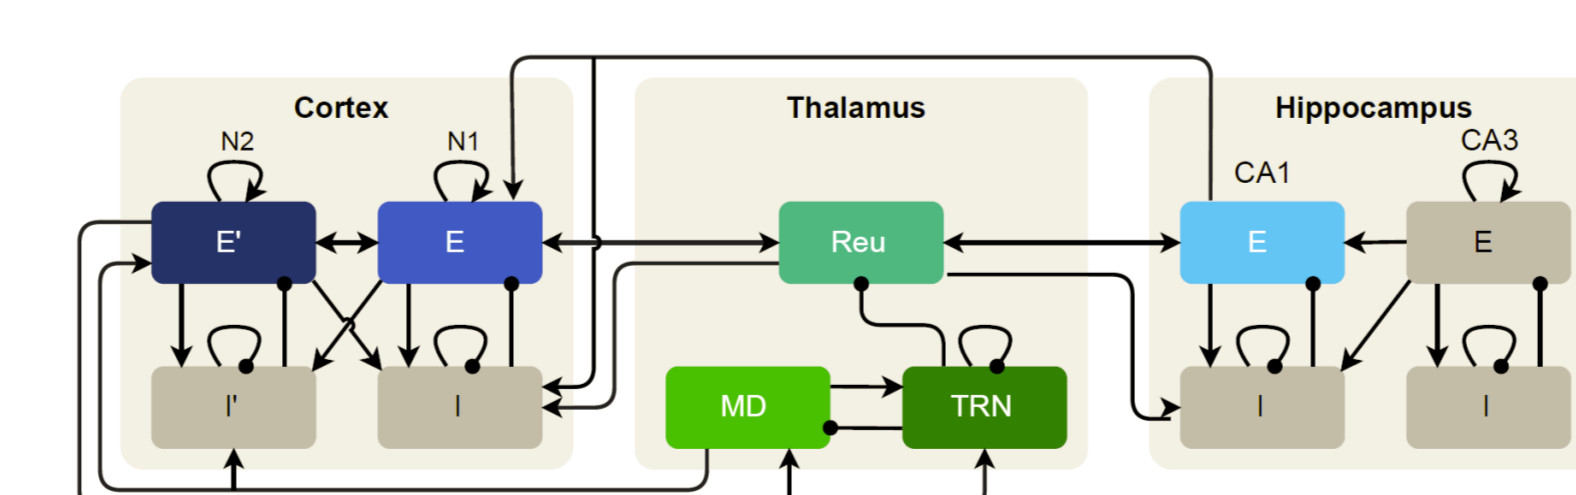 Cortex
Thalamus
Hippocampus
N2
N1
CA3
CA1
E'
E
Reu
E
E
I'
I
MD
TRN
I
I